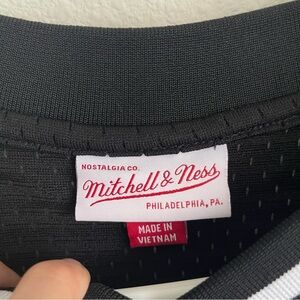 NOSTALGIA CO.
Mitchell & Ness
PHILADELPHIA, PA.
MADE IN
VIETNAM